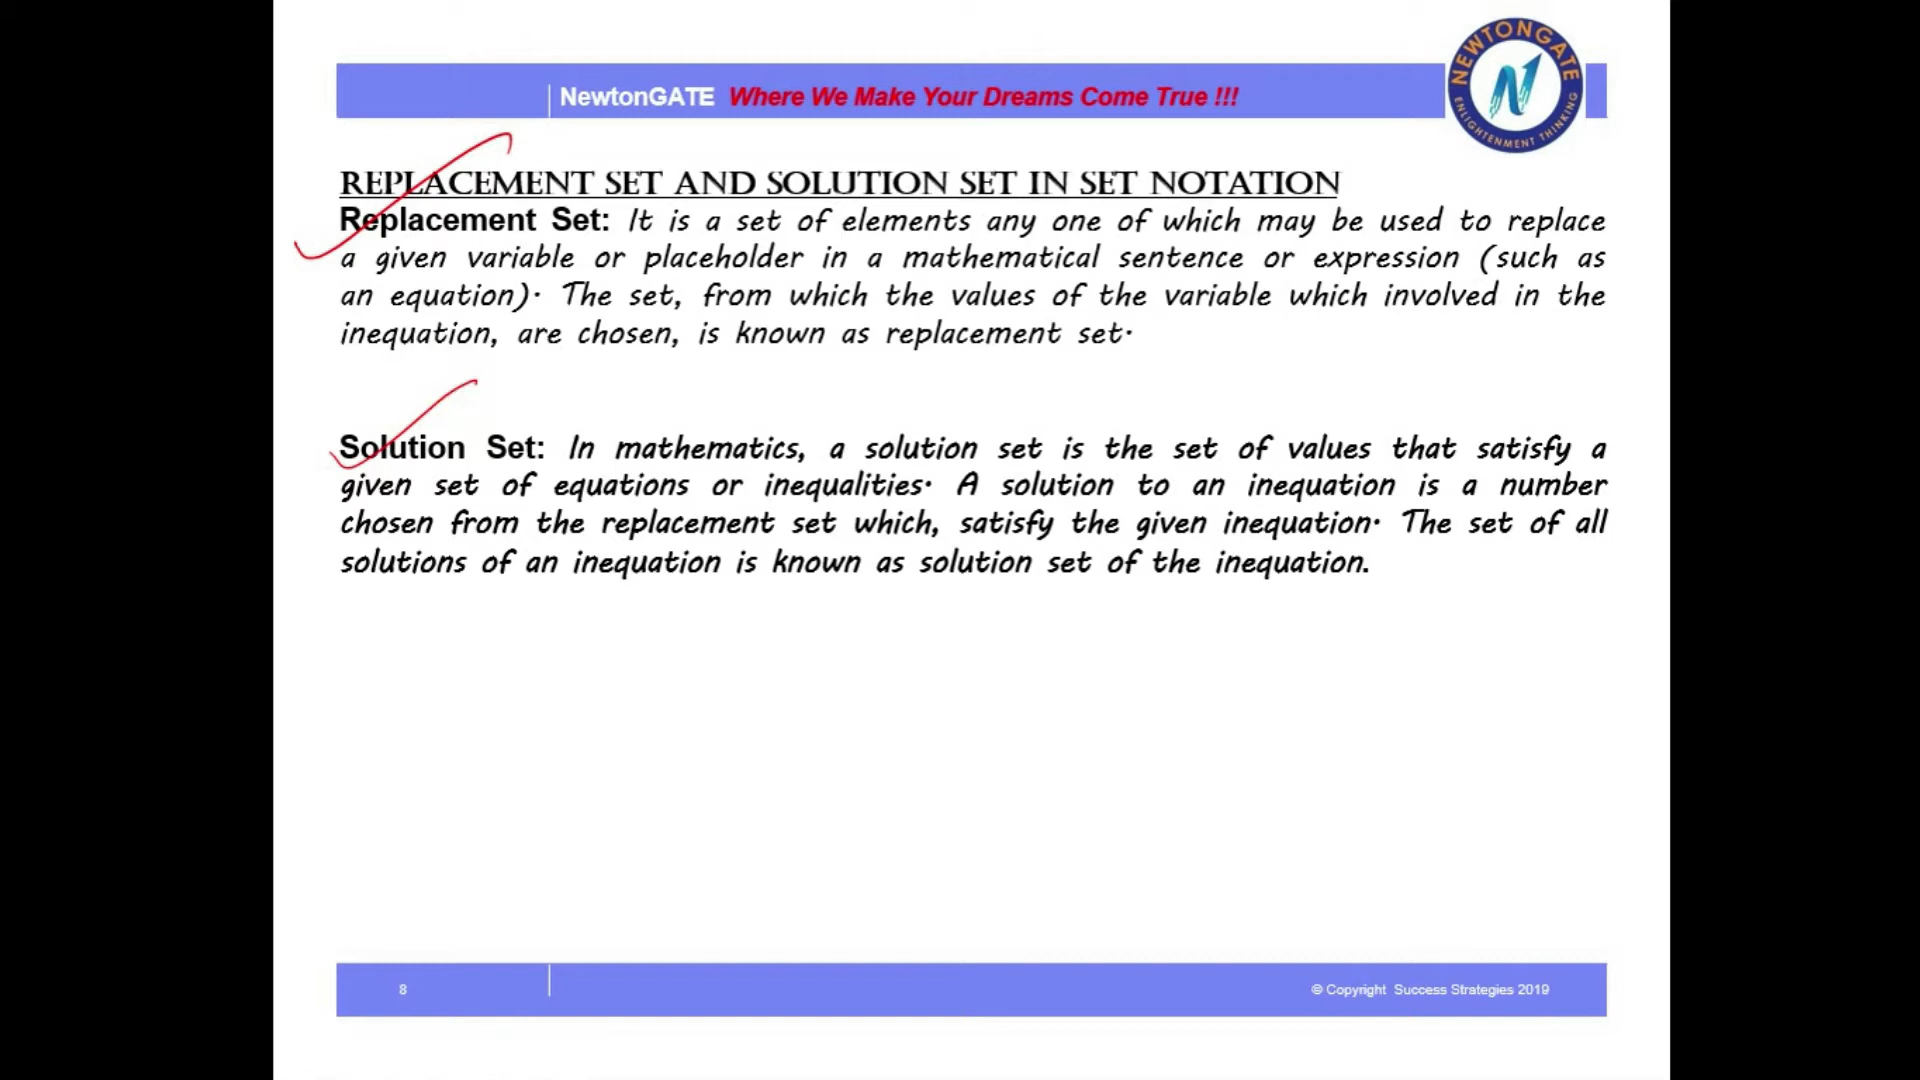 NEWTONGATE
ENLIGHTENMENT THINKING
NewtonGATE Where We Make Your Dreams Come True !!!
REPLACEMENT SET AND SOLUTION SET IN SET NOTATION
Replacement Set: It is a set of elements any one of which may be used to replace
a given variable or placeholder in a mathematical sentence or expression (such as
an equation). The set, from which the values of the variable which involved in the
inequation, are chosen, is known as replacement set.
Solution Set: In mathematics, a solution set is the set of values that satisfy a
given set of equations or inequalities. A solution to an inequation is a number
chosen from the replacement set which, satisfy the given inequation. The set of all
solutions of an inequation is known as solution set of the inequation.
8
© Copyright Success Strategies 2019